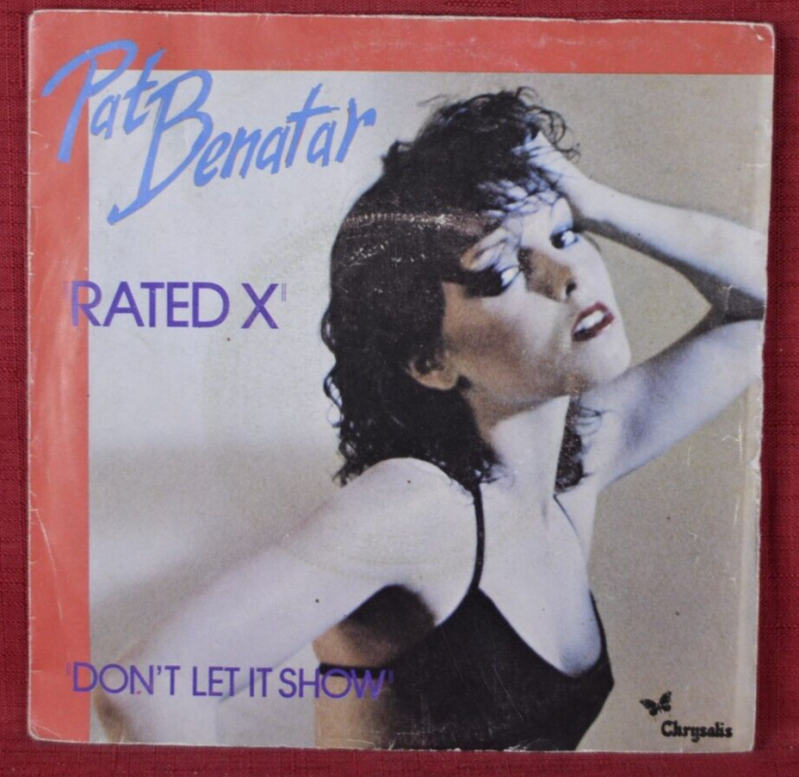 Pat Benatar
"RATED X"
"DON'T LET IT SHOW"
Chrysalis